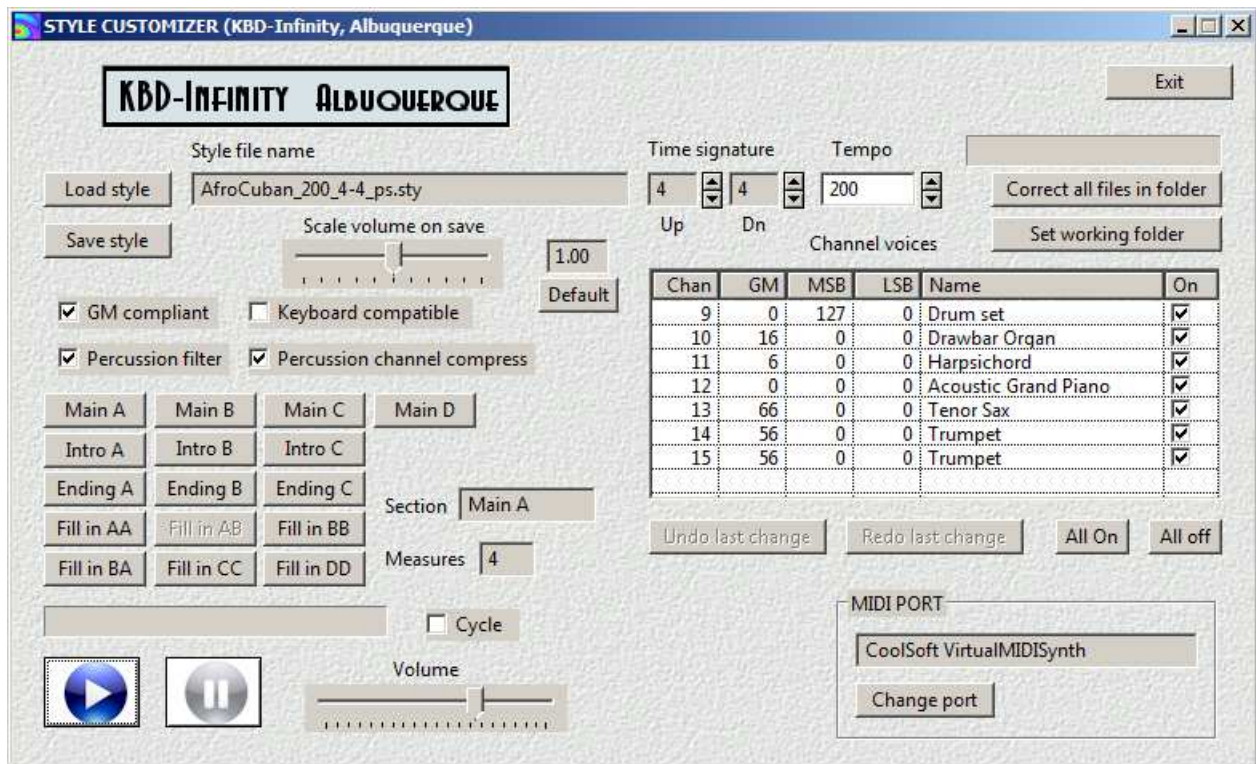 STYLE CUSTOMIZER (KBD-Infinity, Albuquerque)
KBD-INFINITY ALBUQUERQUE
Exit
Style file name
Time signature
Tempo
Load style
AfroCuban_200_4-4_ps.sty
4
4
200
Correct all files in folder
Save style
Scale volume on save
1.00
Up
Dn
Channel voices
Set working folder
Default
GM compliant
Keyboard compatible
Percussion filter
Percussion channel compress
Chan GM MSB LSB Name On
9 0 127 0 Drum set
10 16 0 0 Drawbar Organ
11 6 0 0 Harpsichord
12 0 0 0 Acoustic Grand Piano
13 66 0 0 Tenor Sax
14 56 0 0 Trumpet
15 56 0 0 Trumpet
Main A Main B Main C Main D
Intro A Intro B Intro C
Ending A Ending B Ending C
Fill in AA Fill in AB Fill in BB
Fill in BA Fill in CC Fill in DD
Section Main A
Measures 4
Undo last change
Redo last change
All On
All off
Cycle
Volume
MIDI PORT
CoolSoft VirtualMIDISynth
Change port